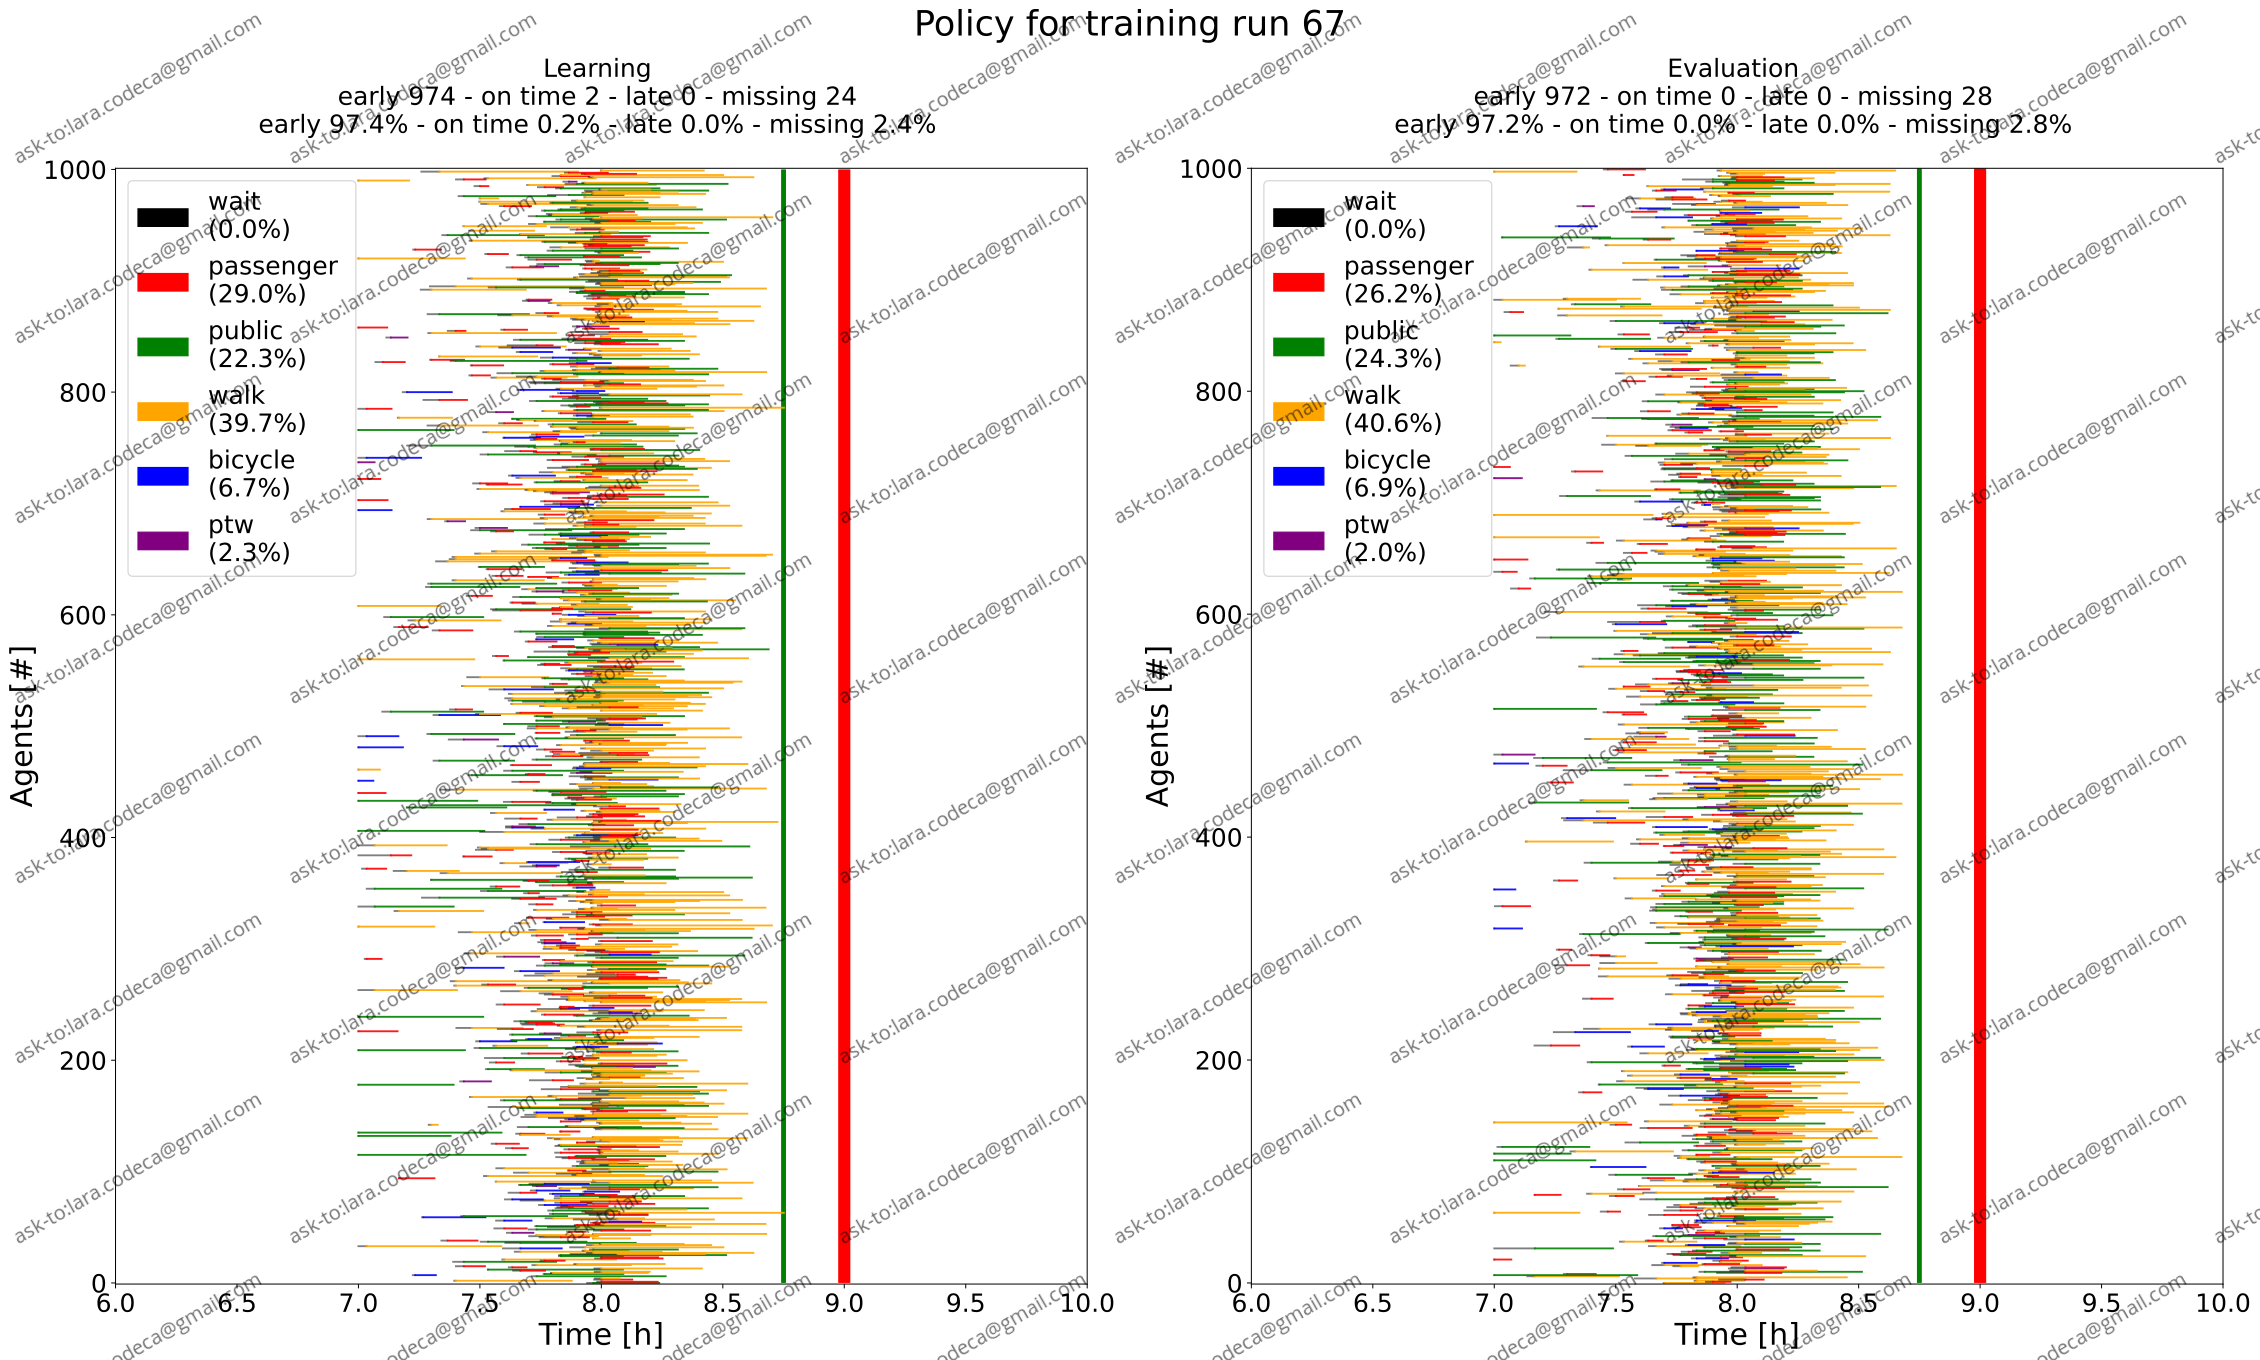 Policy for training run 67
Learning
early 974 - on time 2 - late 0 - missing 24
early 97.4% - on time 0.2% - late 0.0% - missing 2.4%
1000
800
600
400
200
0
Agents [#]
wait
(0.0%)
passenger
(29.0%)
public
(22.3%)
walk
(39.7%)
bicycle
(6.7%)
ptw
(2.3%)
6.0 6.5 7.0 7.5 8.0 8.5 9.0 9.5 10.0
Time [h]
Evaluation
early 972 - on time 0 - late 0 - missing 28
early 97.2% - on time 0.0% - late 0.0% - missing 2.8%
1000
800
600
400
200
0
Agents [#]
wait
(0.0%)
passenger
(26.2%)
public
(24.3%)
walk
(40.6%)
bicycle
(6.9%)
ptw
(2.0%)
6.0 6.5 7.0 7.5 8.0 8.5 9.0 9.5 10.0
Time [h]
ask-to:lara.codeca@gmail.com